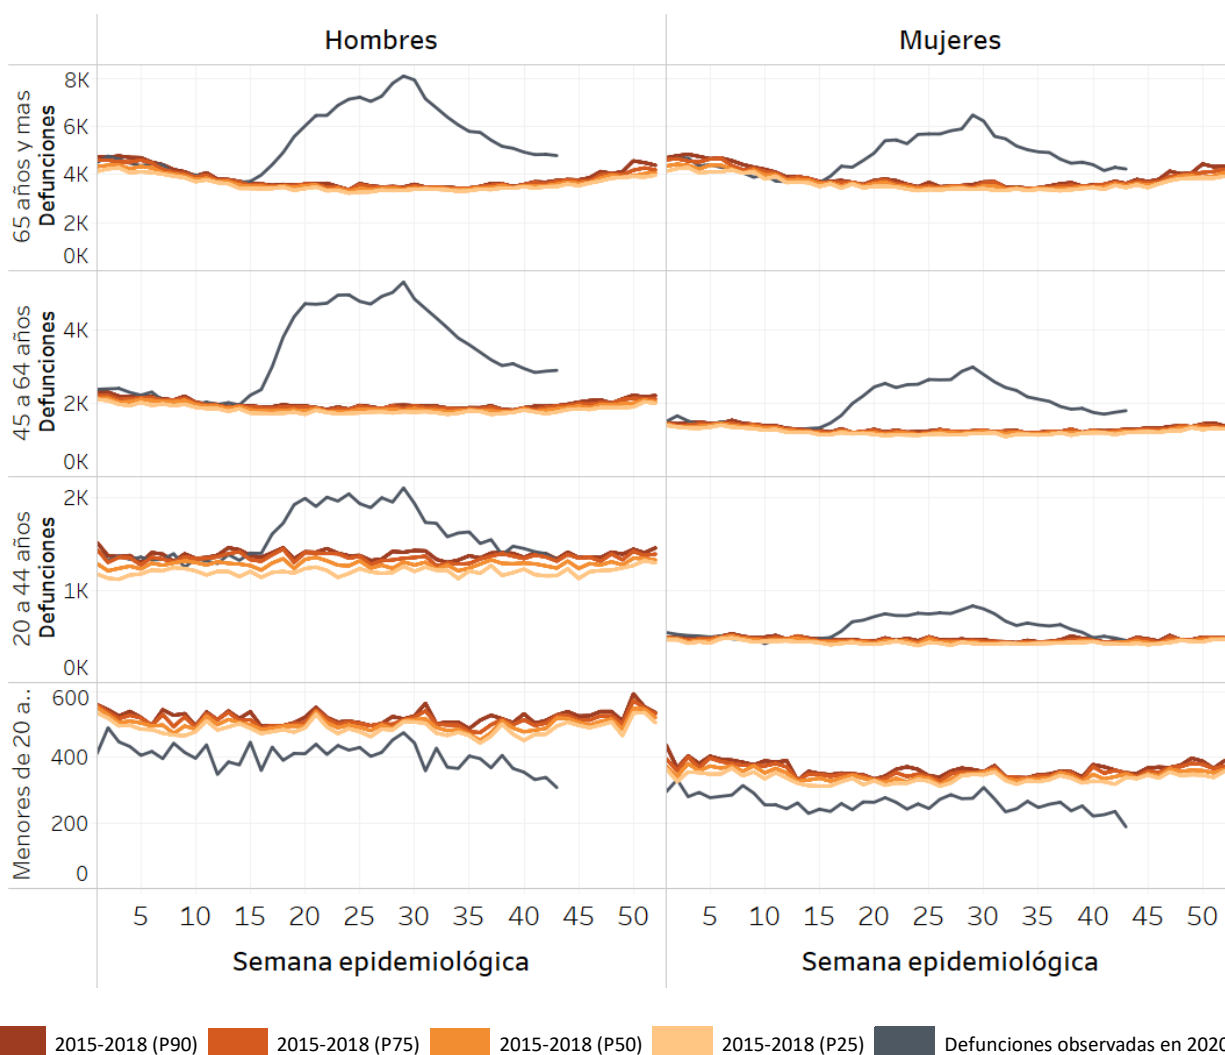 Hombres
Mujeres
65 años y mas
Defunciones
8K
6K
4K
2K
0K
45 a 64 años
Defunciones
4K
2K
0K
20 a 44 años
Defunciones
2K
1K
0K
Menores de 20 a..
600
400
200
0
5 10 15 20 25 30 35 40 45 50
5 10 15 20 25 30 35 40 45 50
Semana epidemiológica
Semana epidemiológica
2015-2018 (P90)
2015-2018 (P75)
2015-2018 (P50)
2015-2018 (P25)
Defunciones observadas en 2020